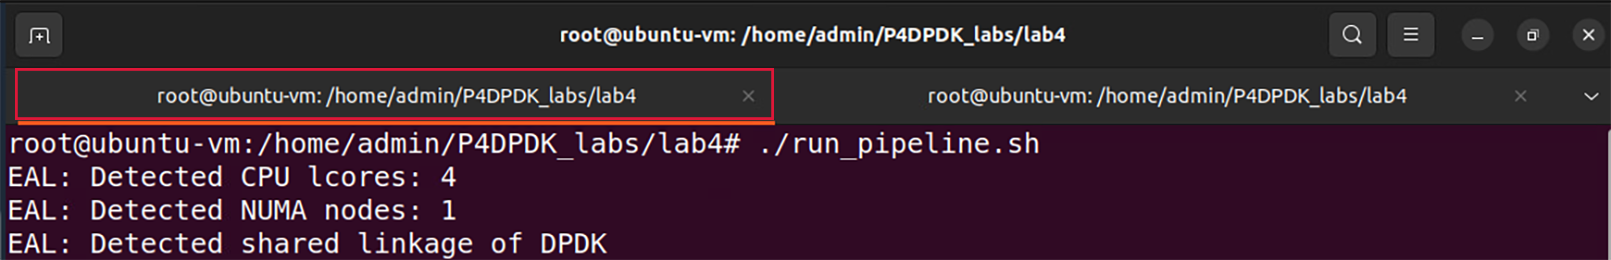 root@ubuntu-vm: /home/admin/P4DPDK_labs/lab4
root@ubuntu-vm: /home/admin/P4DPDK_labs/lab4 root@ubuntu-vm: /home/admin/P4DPDK_labs/lab4
root@ubuntu-vm:/home/admin/P4DPDK_labs/lab4# ./run_pipeline.sh
EAL: Detected CPU lcores: 4
EAL: Detected NUMA nodes: 1
EAL: Detected shared linkage of DPDK